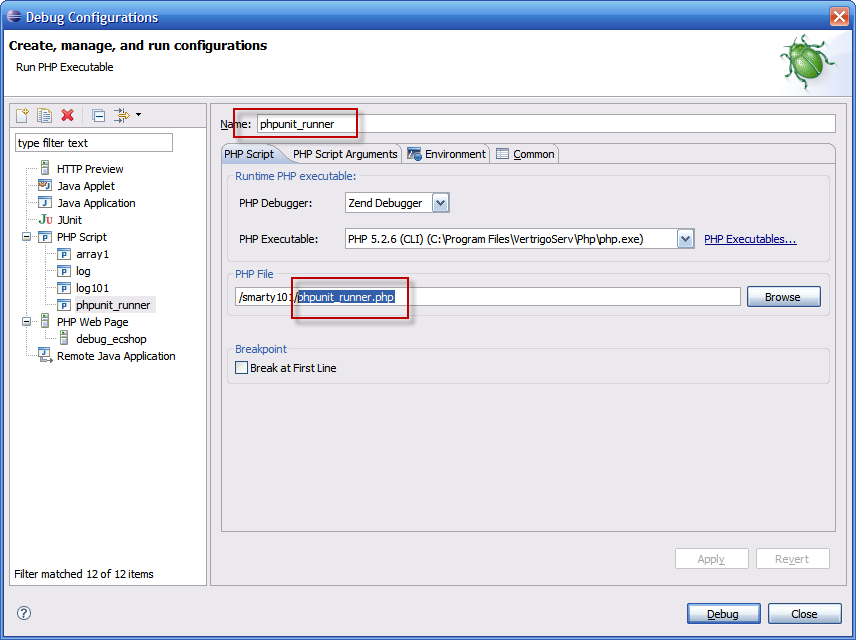 Debug Configurations
Create, manage, and run configurations
Run PHP Executable
type filter text
HTTP Preview
Java Applet
Java Application
Ju JUnit
PHP Script
array1
log
log101
phpunit_runner
PHP Web Page
debug_ecshop
Remote Java Application
Filter matched 12 of 12 items
Name: phpunit_runner
PHP Script PHP Script Arguments Environment Common
Runtime PHP executable:
PHP Debugger: Zend Debugger
PHP Executable: PHP 5.2.6 (CLI) (C:\Program Files\VertrigoServ\Php\php.exe) PHP Executables...
PHP File
/smarty101/phpunit_runner.php Browse
Breakpoint
Break at First Line
Apply Revert
Debug Close